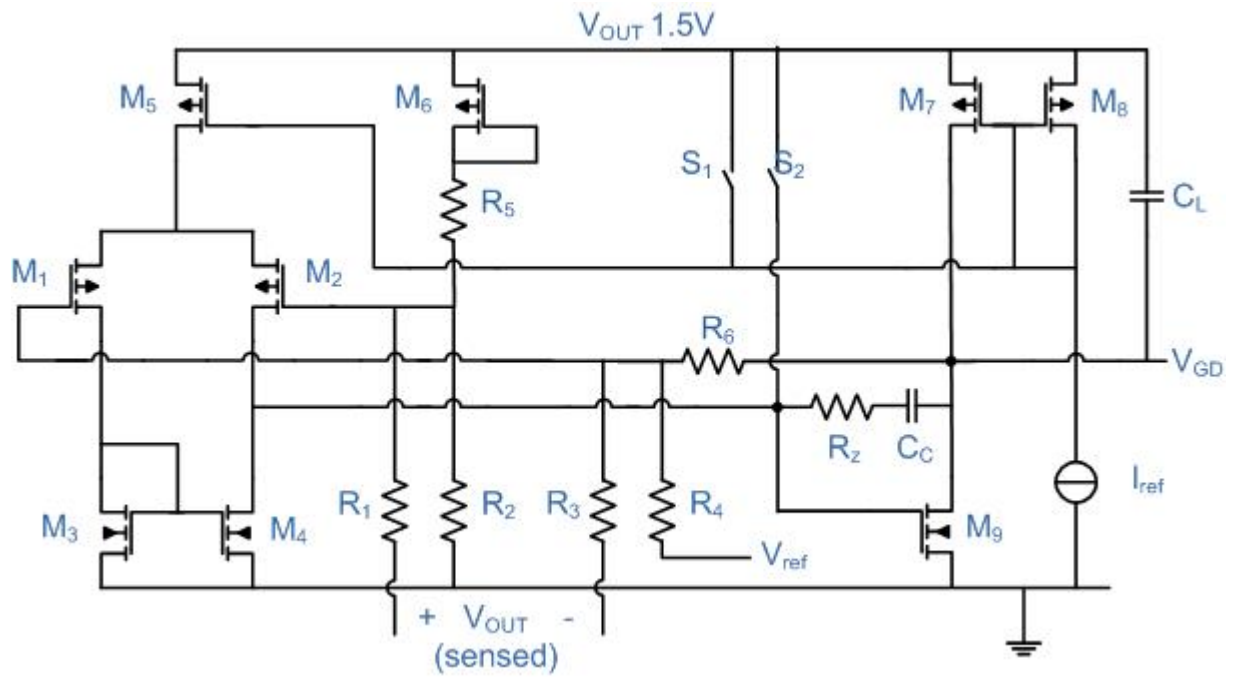 V_OUT 1.5V
M5
M6
M7
M8
S1
S2
R5
CL
M1
M2
R6
VGD
Rz
CC
R1
R2
R3
R4
Iref
M3
M4
M9
Vref
+ VOUT -
(sensed)